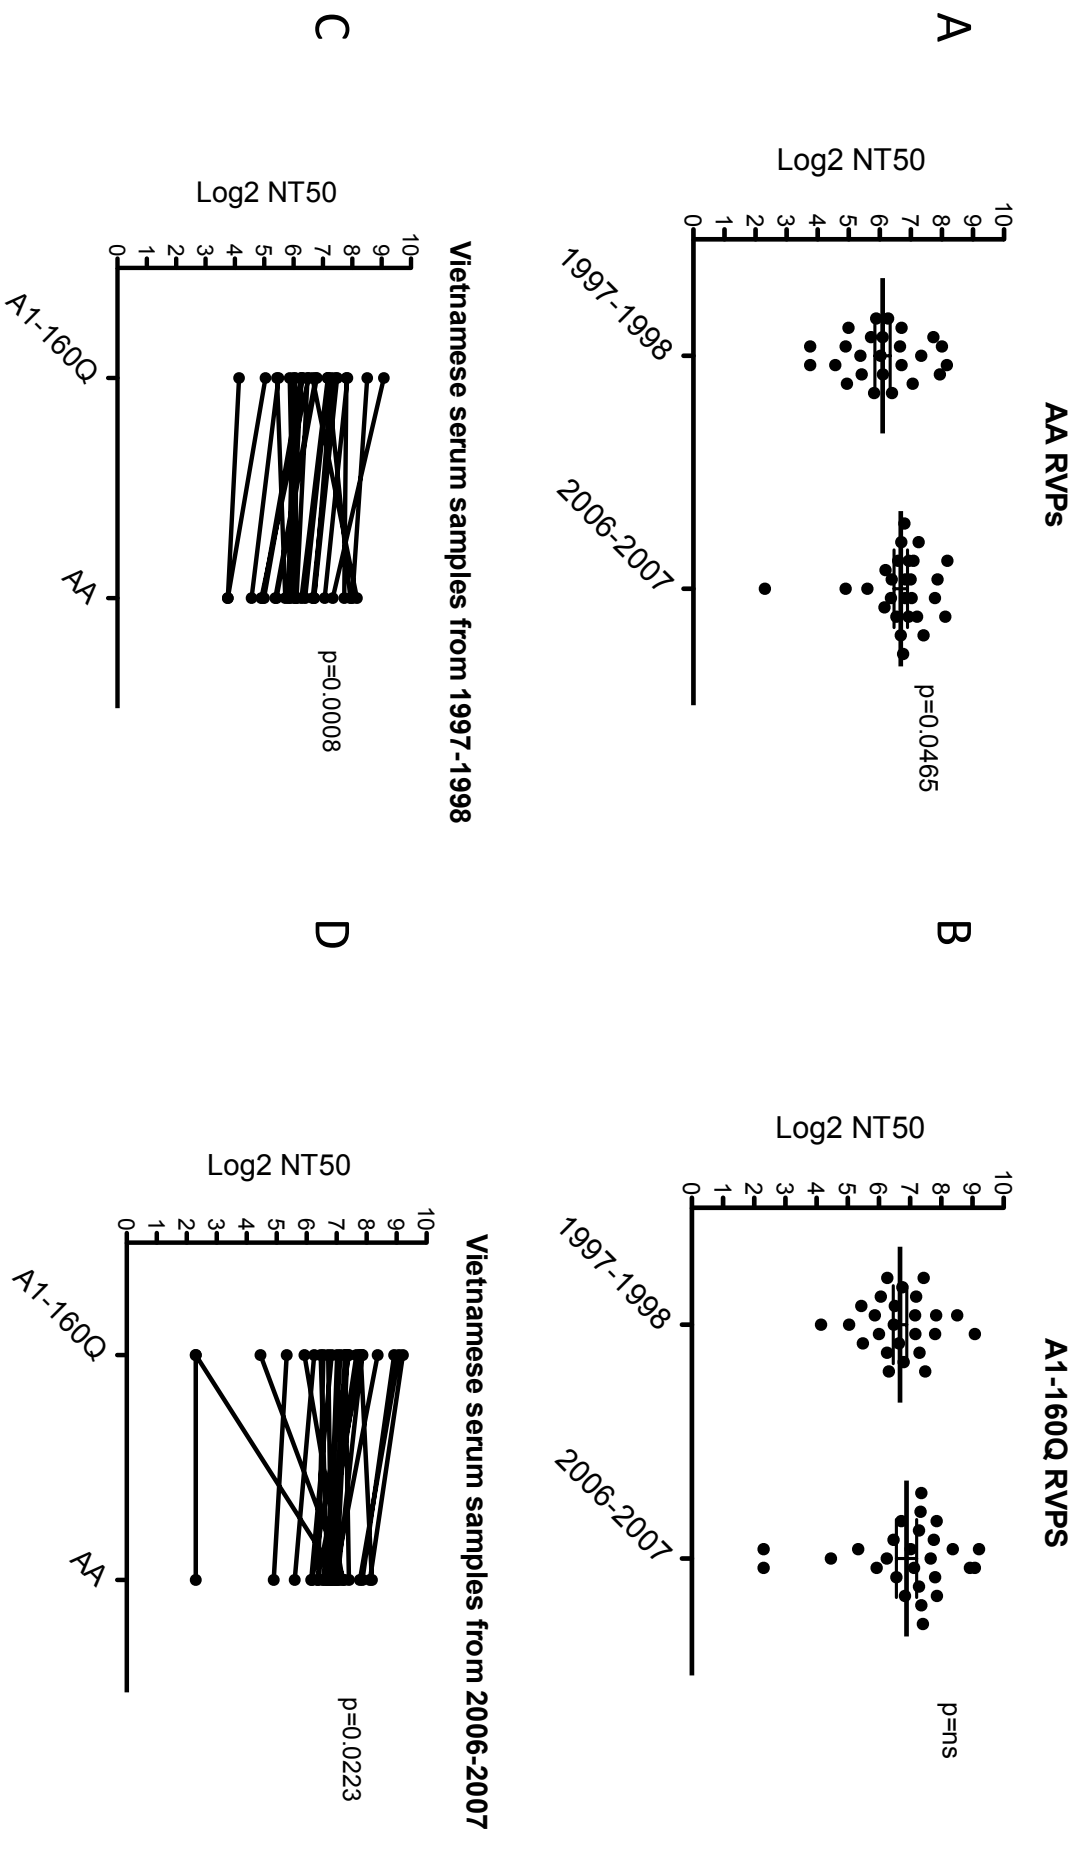 A
AA RVPs
Log2 NT50
10
9
8
7
6
5
4
3
2
1
0
1997-1998
2006-2007
p=0.0465
B
A1-160Q RVPS
Log2 NT50
10
9
8
7
6
5
4
3
2
1
0
1997-1998
2006-2007
p=ns
C
Vietnamese serum samples from 1997-1998
Log2 NT50
10
9
8
7
6
5
4
3
2
1
0
A1-160Q
AA
p=0.0008
D
Vietnamese serum samples from 2006-2007
Log2 NT50
10
9
8
7
6
5
4
3
2
1
0
A1-160Q
AA
p=0.0223